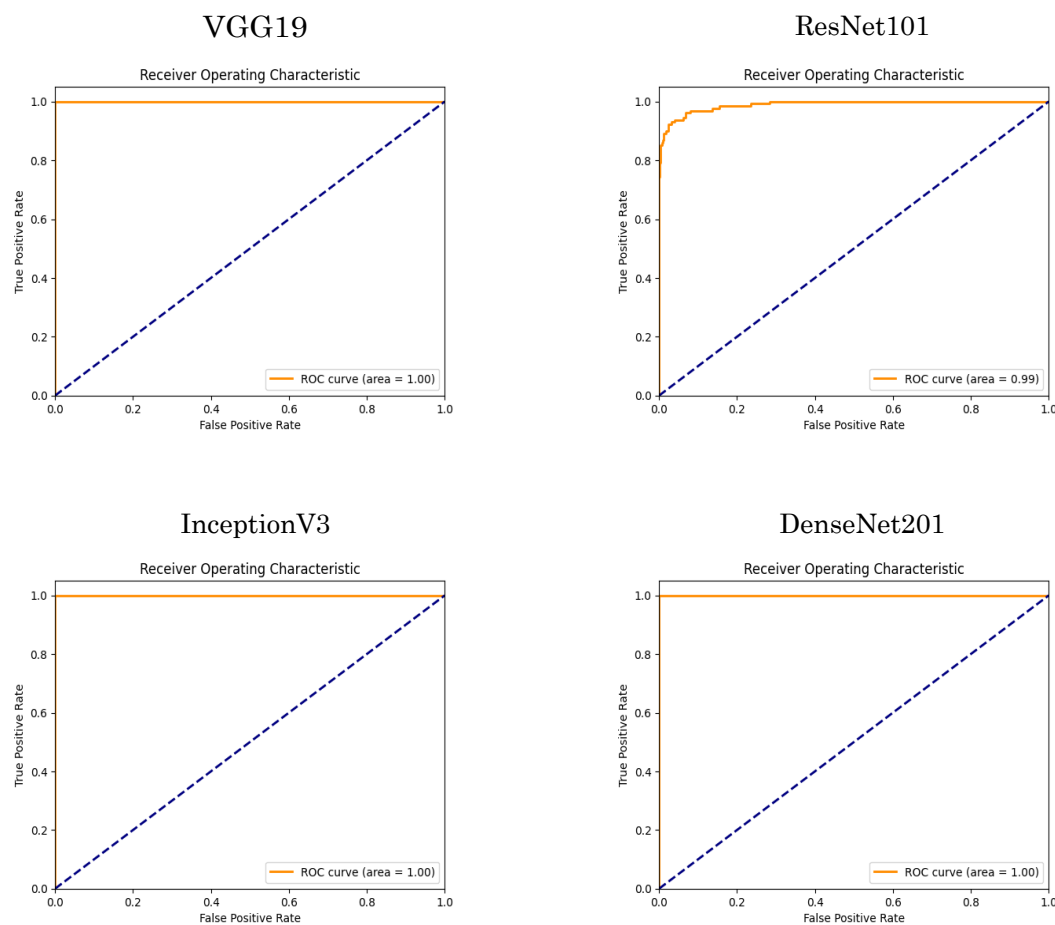 VGG19
Receiver Operating Characteristic
1.0
0.8
0.6
0.4
0.2
0.0
True Positive Rate
0.0 0.2 0.4 0.6 0.8 1.0
False Positive Rate
ROC curve (area = 1.00)
ResNet101
Receiver Operating Characteristic
1.0
0.8
0.6
0.4
0.2
0.0
True Positive Rate
0.0 0.2 0.4 0.6 0.8 1.0
False Positive Rate
ROC curve (area = 0.99)
InceptionV3
Receiver Operating Characteristic
1.0
0.8
0.6
0.4
0.2
0.0
True Positive Rate
0.0 0.2 0.4 0.6 0.8 1.0
False Positive Rate
ROC curve (area = 1.00)
DenseNet201
Receiver Operating Characteristic
1.0
0.8
0.6
0.4
0.2
0.0
True Positive Rate
0.0 0.2 0.4 0.6 0.8 1.0
False Positive Rate
ROC curve (area = 1.00)